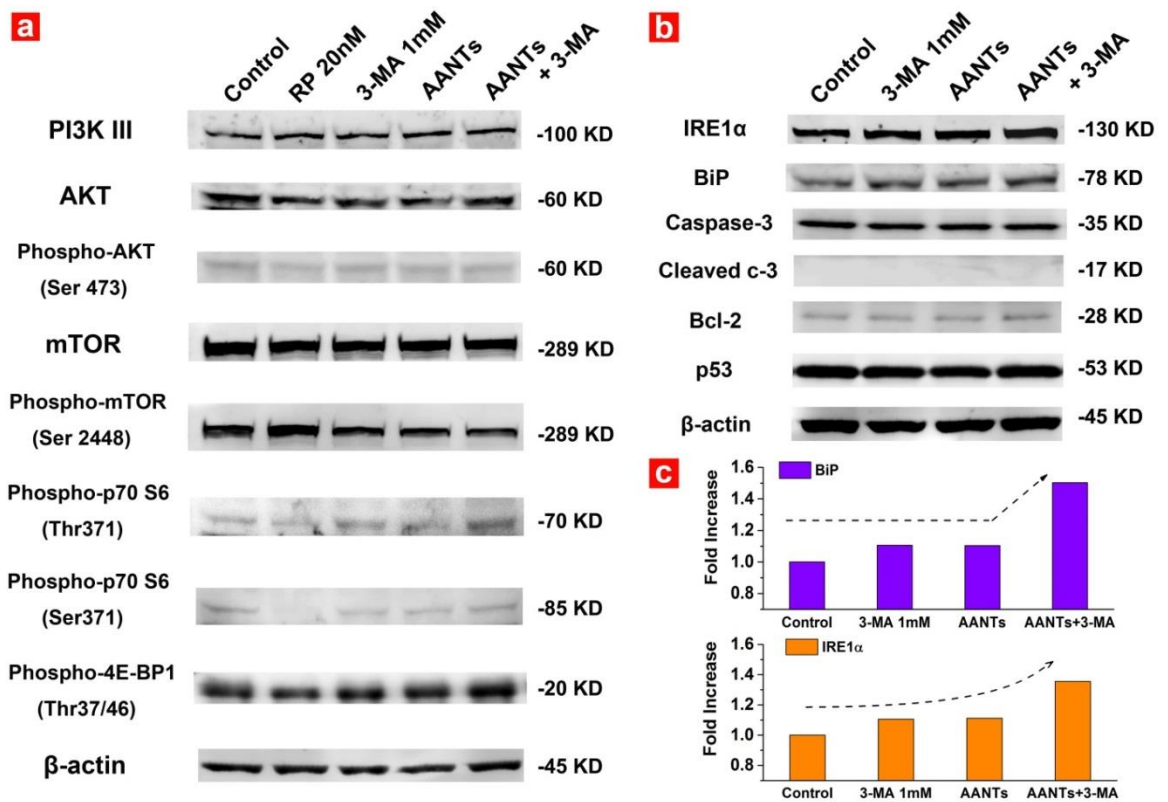 a
Control
RP 20nM
3-MA 1mM
AANTs
AANTs
+ 3-MA
PI3K III
-100 KD
AKT
-60 KD
Phospho-AKT
(Ser 473)
-60 KD
mTOR
-289 KD
Phospho-mTOR
(Ser 2448)
-289 KD
Phospho-p70 S6
(Thr371)
-70 KD
Phospho-p70 S6
(Ser371)
-85 KD
Phospho-4E-BP1
(Thr37/46)
-20 KD
β-actin
-45 KD
b
Control
3-MA 1mM
AANTs
AANTs
+ 3-MA
IRE1α
-130 KD
BiP
-78 KD
Caspase-3
-35 KD
Cleaved c-3
-17 KD
Bcl-2
-28 KD
p53
-53 KD
β-actin
-45 KD
c
BiP
Fold Increase
1.6
1.4
1.2
1.0
0.8
Control 3-MA 1mM AANTs AANTs+3-MA
IRE1α
Fold Increase
1.6
1.4
1.2
1.0
0.8
Control 3-MA 1mM AANTs AANTs+3-MA